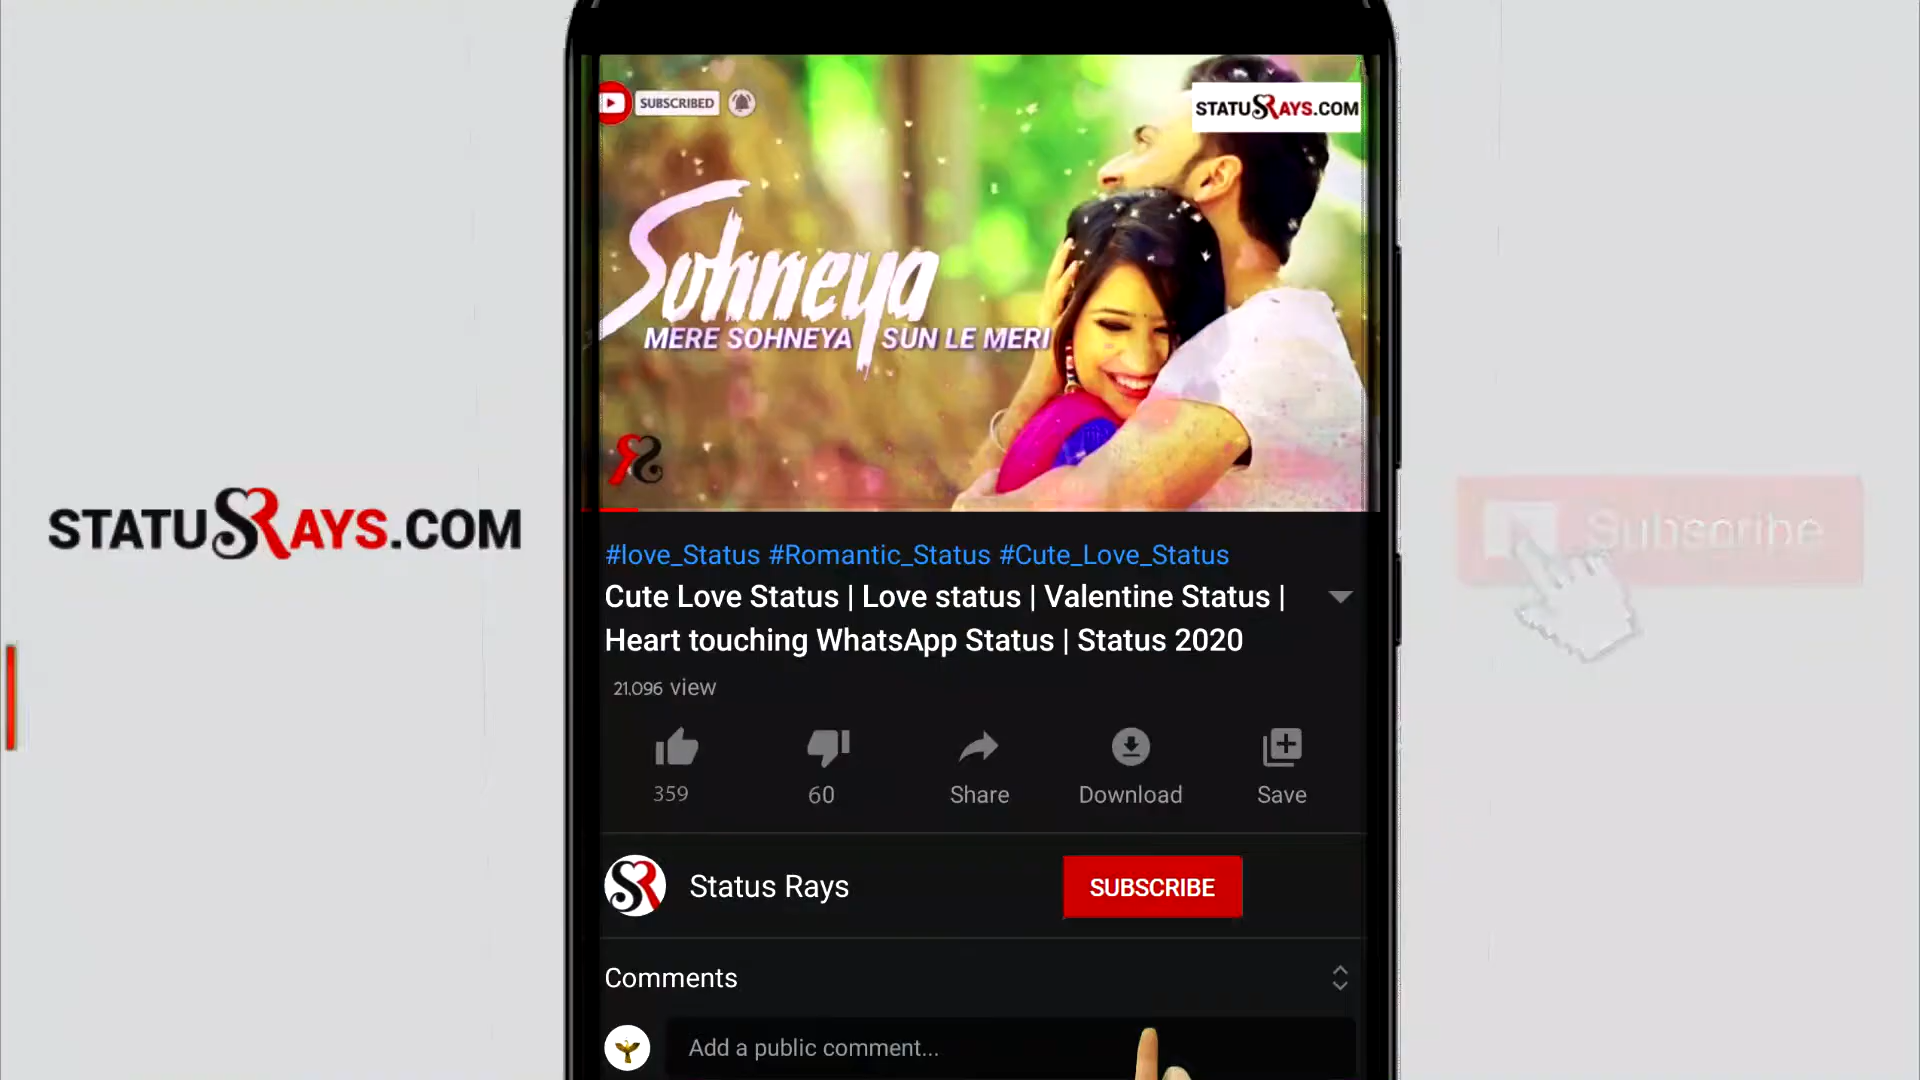 SUBSCRIBED
STATUSRAYS.COM
Sohneya
MERE SOHNEYA SUN LE MERI
STATUSRAYS.COM
Subscribe
#love_Status #Romantic_Status #Cute_Love_Status
Cute Love Status | Love status | Valentine Status |
Heart touching WhatsApp Status | Status 2020
21,096 view
359
60
Share
Download
Save
Status Rays
SUBSCRIBE
Comments
Add a public comment...